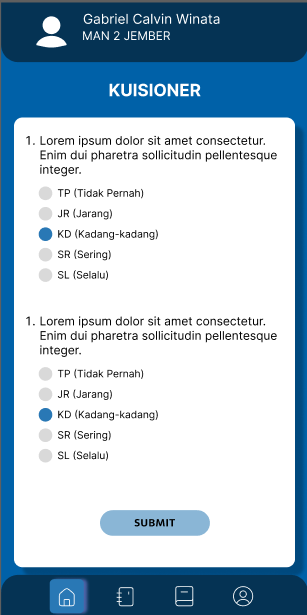 Gabriel Calvin Winata
MAN 2 JEMBER
KUISIONER
1. Lorem ipsum dolor sit amet consectetur.
Enim dui pharetra sollicitudin pellentesque
integer.
TP (Tidak Pernah)
JR (Jarang)
KD (Kadang-kadang)
SR (Sering)
SL (Selalu)
1. Lorem ipsum dolor sit amet consectetur.
Enim dui pharetra sollicitudin pellentesque
integer.
TP (Tidak Pernah)
JR (Jarang)
KD (Kadang-kadang)
SR (Sering)
SL (Selalu)
SUBMIT